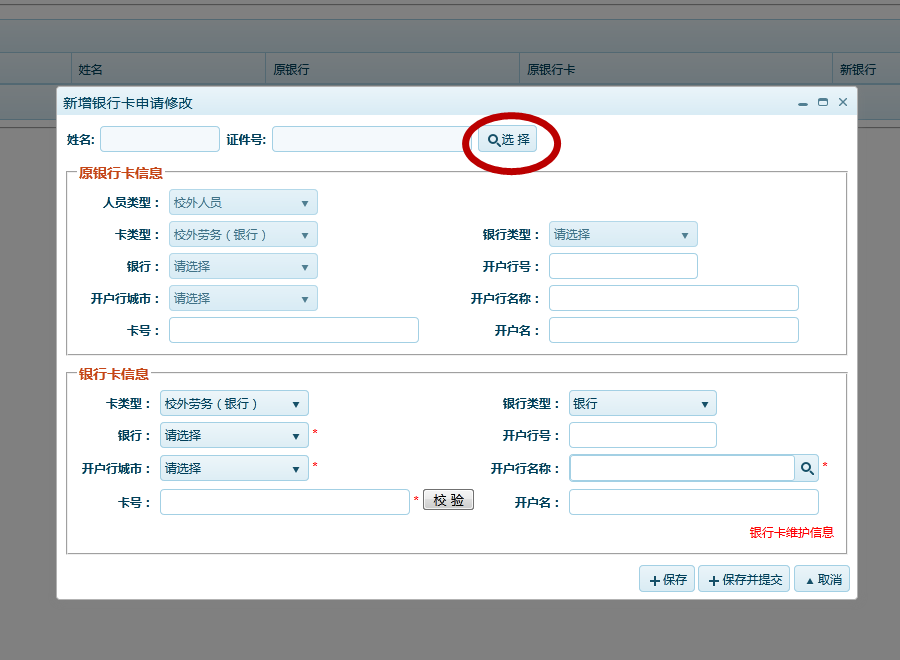 姓名 原银行 原银行卡 新银行
新增银行卡申请修改
姓名: 证件号: 选 择
原银行卡信息
人员类型： 校外人员
卡类型： 校外劳务（银行） 银行类型： 请选择
银行： 请选择 开户行号：
开户行城市： 请选择 开户行名称：
卡号： 开户名：
银行卡信息
卡类型： 校外劳务（银行） 银行类型： 银行
银行： 请选择 * 开户行号：
开户行城市： 请选择 * 开户行名称： *
卡号： * 校 验 开户名：
银行卡维护信息
保存 保存并提交 取消